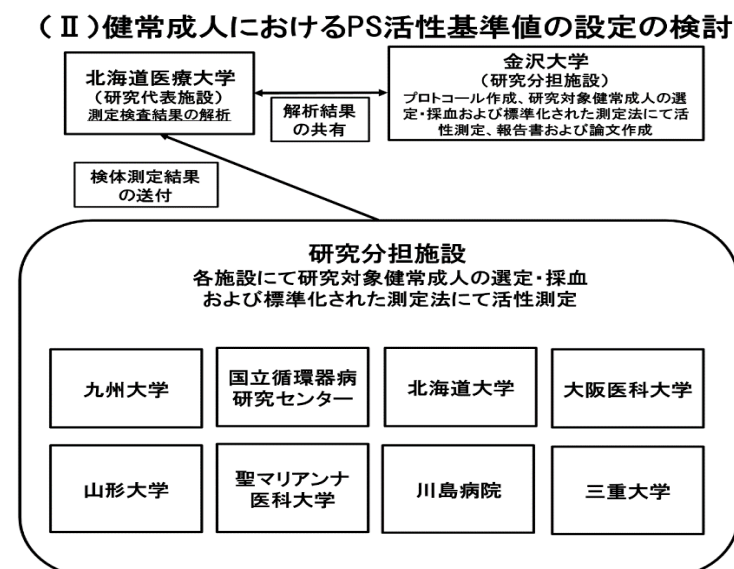 (Ⅱ)健常成人におけるPS活性基準値の設定の検討
北海道医療大学
(研究代表施設)
測定検査結果の解析
解析結果
の共有
金沢大学
(研究分担施設)
プロトコール作成、研究対象健常成人の選
定・採血および標準化された測定法にて活
性測定、報告書および論文作成
検体測定結果
の送付
研究分担施設
各施設にて研究対象健常成人の選定・採血
および標準化された測定法にて活性測定
九州大学
国立循環器病
研究センター
北海道大学
大阪医科大学
山形大学
聖マリアンナ
医科大学
川島病院
三重大学